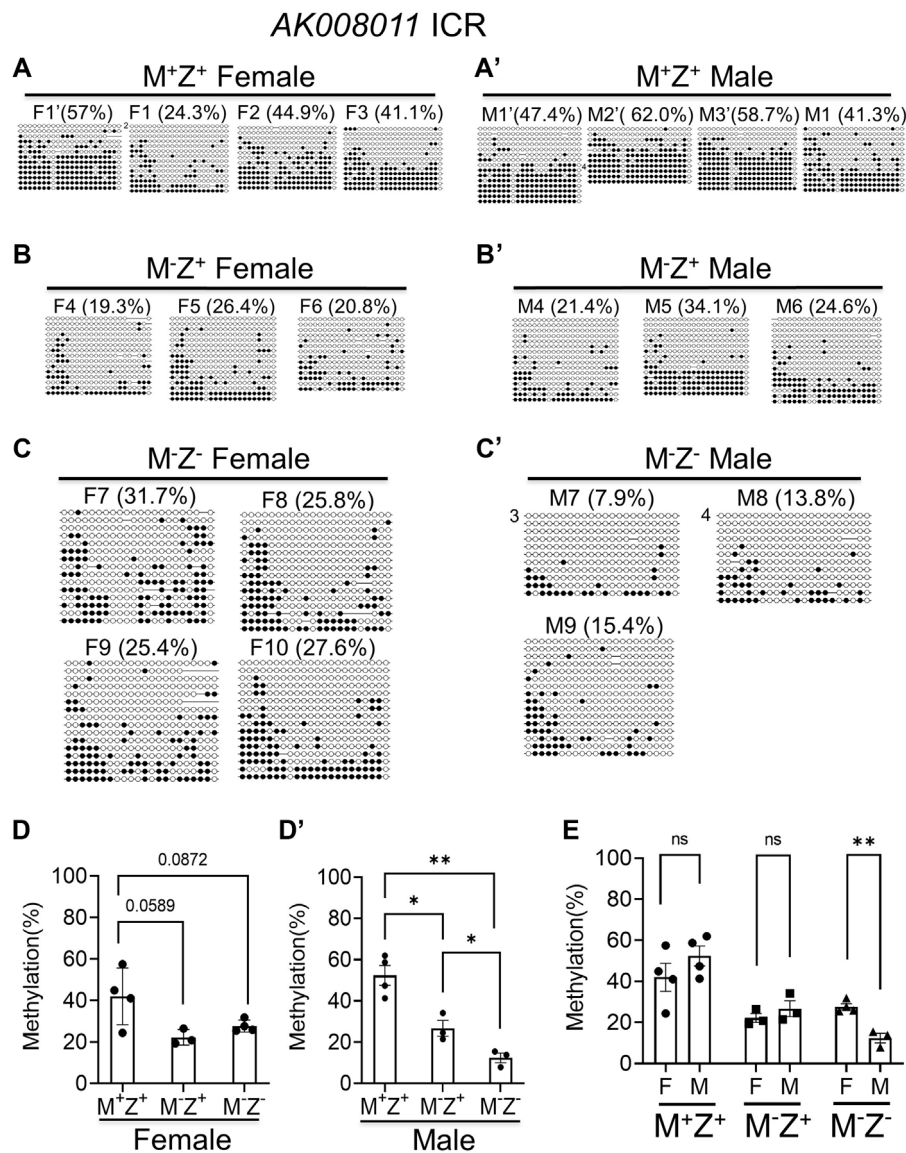 AK008011 ICR
A
M⁺Z⁺ Female
F1’(57%) F1 (24.3%) F2 (44.9%) F3 (41.1%)
2
A’
M⁺Z⁺ Male
M1’(47.4%) M2’( 62.0%) M3’(58.7%) M1 (41.3%)
4
B
M⁻Z⁺ Female
F4 (19.3%) F5 (26.4%) F6 (20.8%)
B’
M⁻Z⁺ Male
M4 (21.4%) M5 (34.1%) M6 (24.6%)
C
M⁻Z⁻ Female
F7 (31.7%) F8 (25.8%)
F9 (25.4%) F10 (27.6%)
C’
M⁻Z⁻ Male
M7 (7.9%) M8 (13.8%)
3 4
M9 (15.4%)
D
Methylation(%)
100
80
60
40
20
0
0.0872
0.0589
M⁺Z⁺ M⁻Z⁺ M⁻Z⁻
Female
D’
Methylation(%)
100
80
60
40
20
0
**
*
*
M⁺Z⁺ M⁻Z⁺ M⁻Z⁻
Male
E
Methylation(%)
100
80
60
40
20
0
ns ns **
F M F M F M
M⁺Z⁺ M⁻Z⁺ M⁻Z⁻